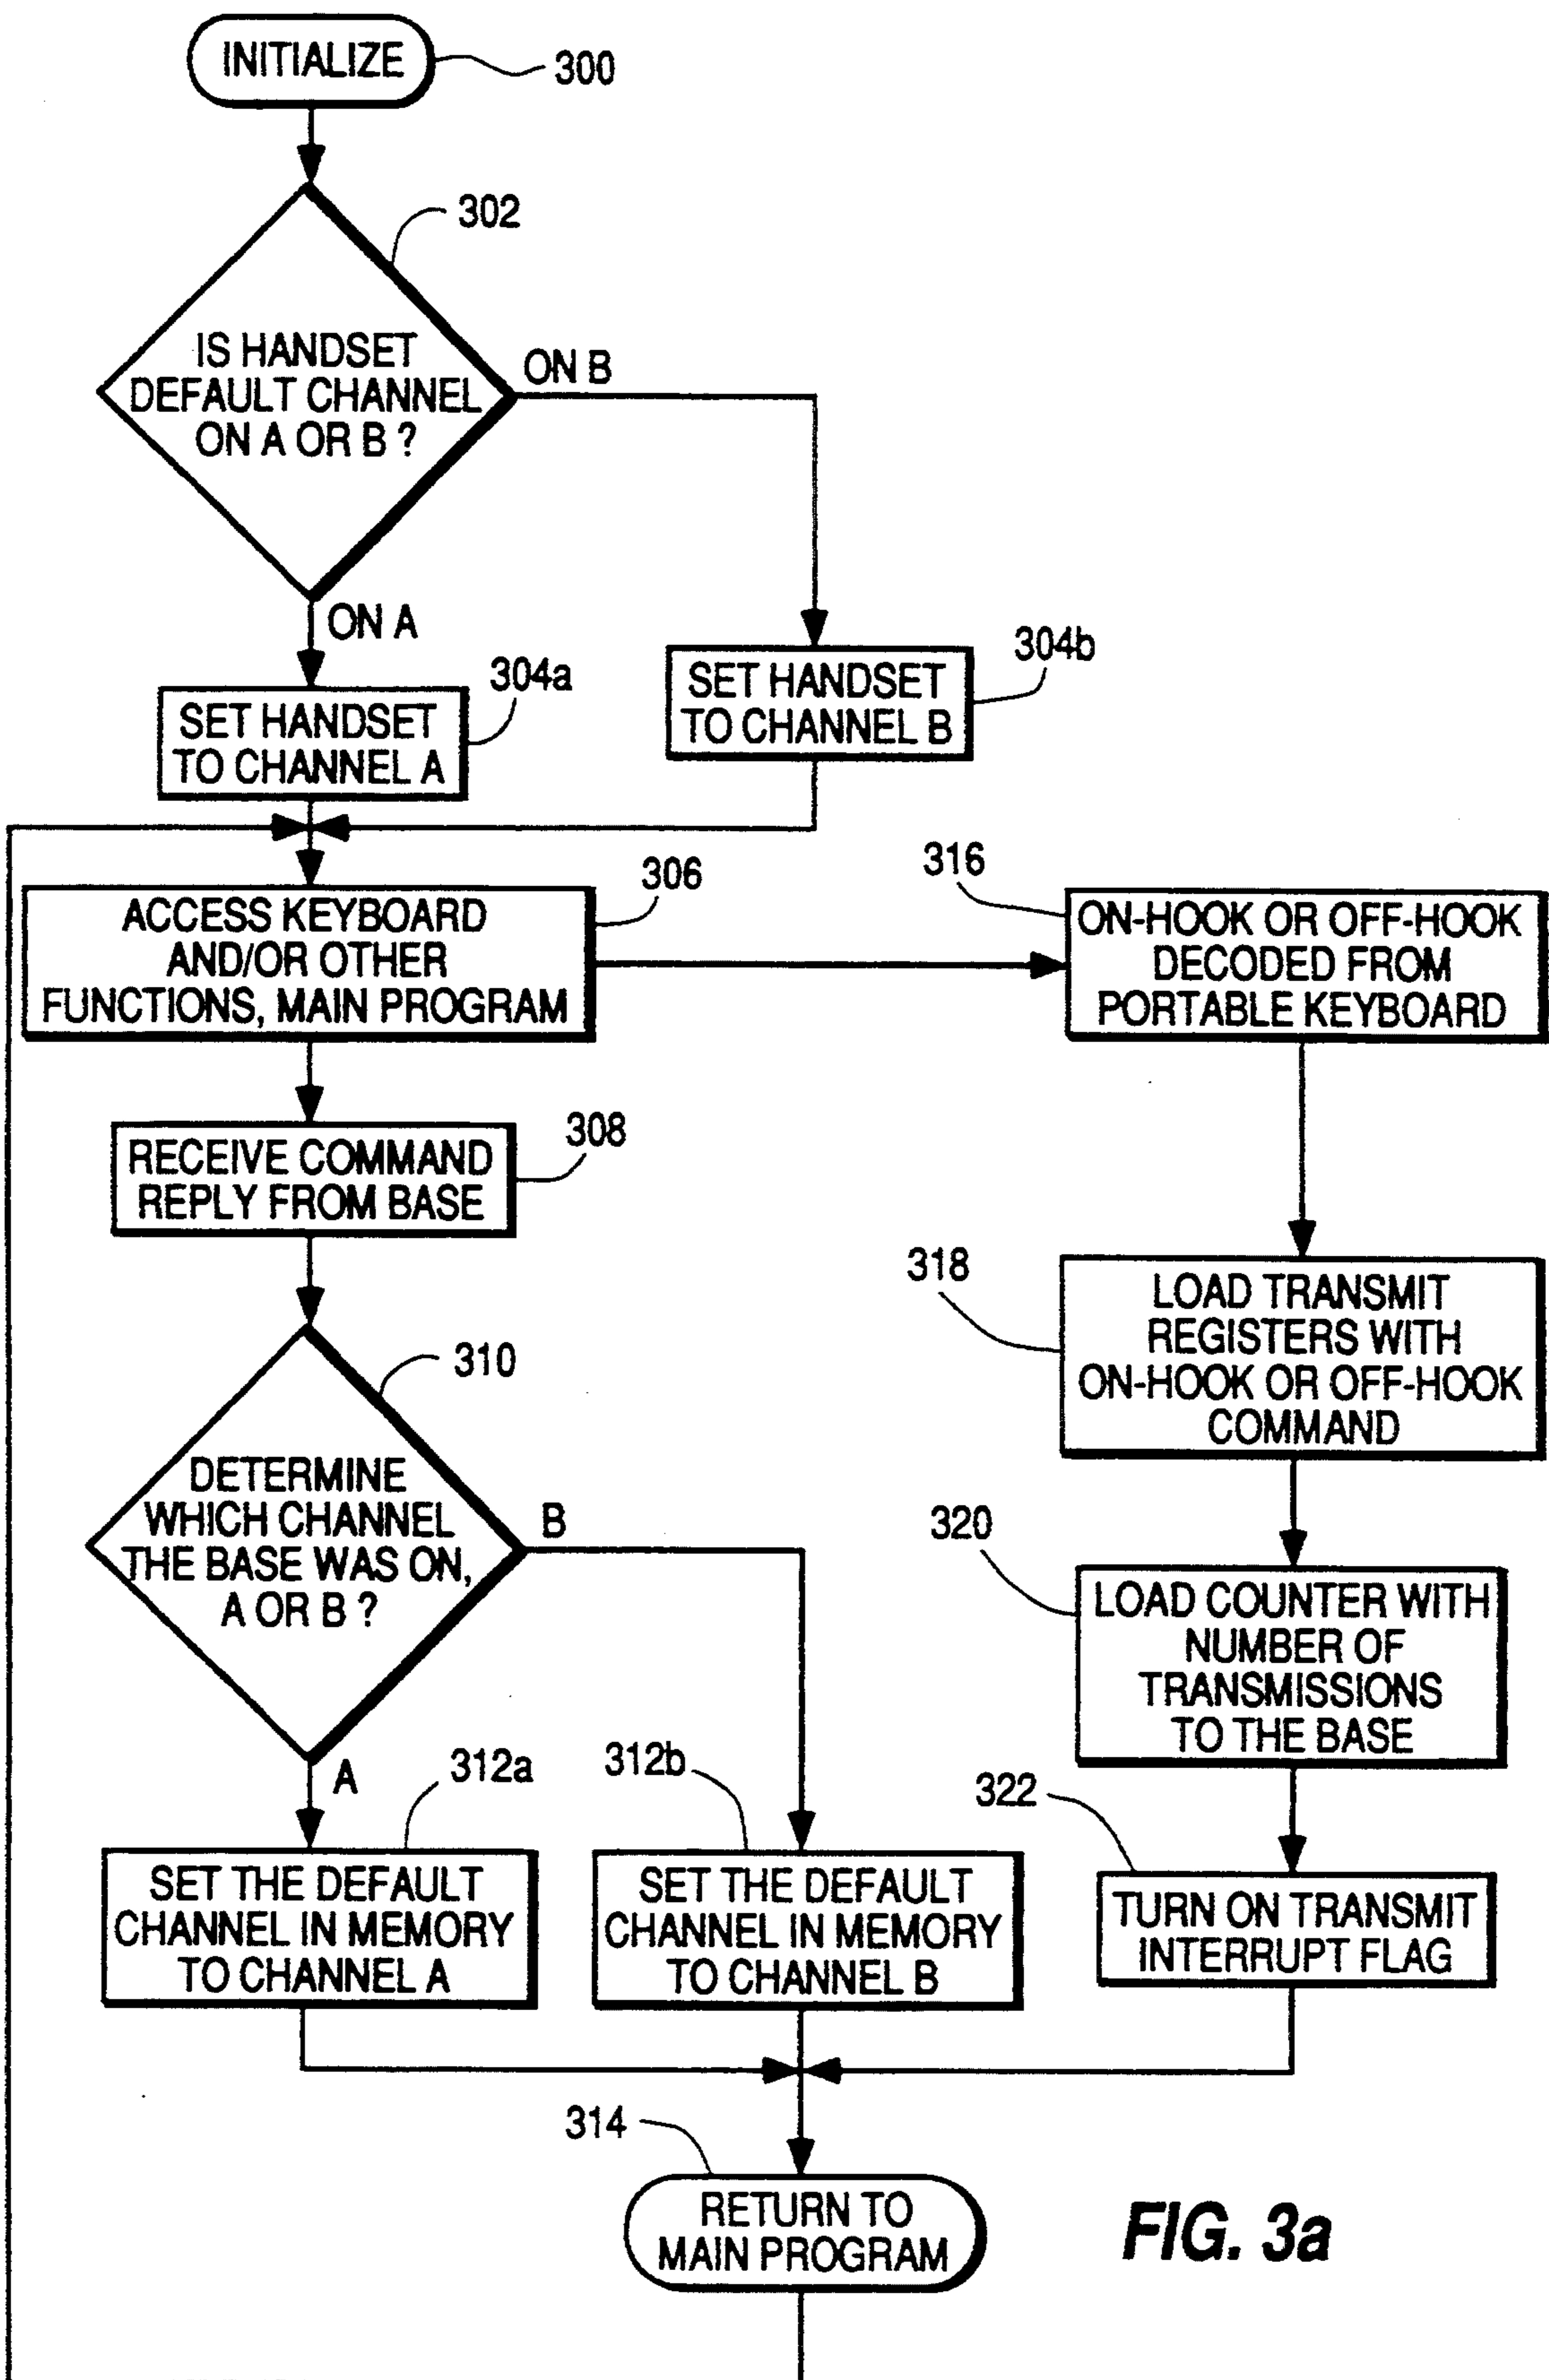 INITIALIZE
300
302
IS HANDSET
DEFAULT CHANNEL
ON A OR B ?
ON B
ON A
304a
SET HANDSET
TO CHANNEL A
304b
SET HANDSET
TO CHANNEL B
306
ACCESS KEYBOARD
AND/OR OTHER
FUNCTIONS, MAIN PROGRAM
316
ON-HOOK OR OFF-HOOK
DECODED FROM
PORTABLE KEYBOARD
308
RECEIVE COMMAND
REPLY FROM BASE
318
LOAD TRANSMIT
REGISTERS WITH
ON-HOOK OR OFF-HOOK
COMMAND
310
DETERMINE
WHICH CHANNEL
THE BASE WAS ON,
A OR B ?
B
A
320
LOAD COUNTER WITH
NUMBER OF
TRANSMISSIONS
TO THE BASE
312a
SET THE DEFAULT
CHANNEL IN MEMORY
TO CHANNEL A
312b
SET THE DEFAULT
CHANNEL IN MEMORY
TO CHANNEL B
322
TURN ON TRANSMIT
INTERRUPT FLAG
314
RETURN TO
MAIN PROGRAM
FIG. 3a